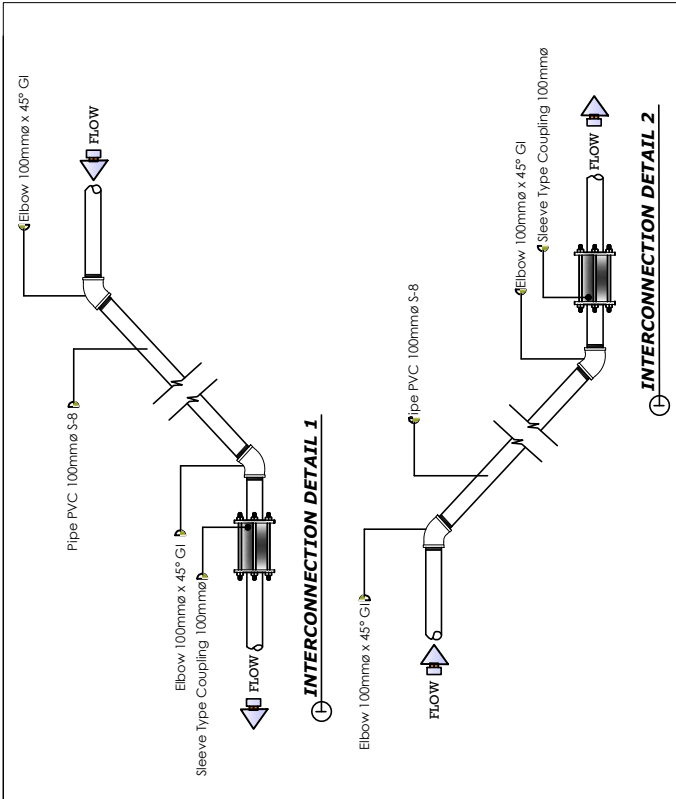 Elbow 100mmø x 45° GI
FLOW
Pipe PVC 100mmø S-8
Elbow 100mmø x 45° GI
Sleeve Type Coupling 100mmø
FLOW
INTERCONNECTION DETAIL 1
Elbow 100mmø x 45° GI
Sleeve Type Coupling 100mmø
FLOW
Pipe PVC 100mmø S-8
Elbow 100mmø x 45° GI
FLOW
INTERCONNECTION DETAIL 2